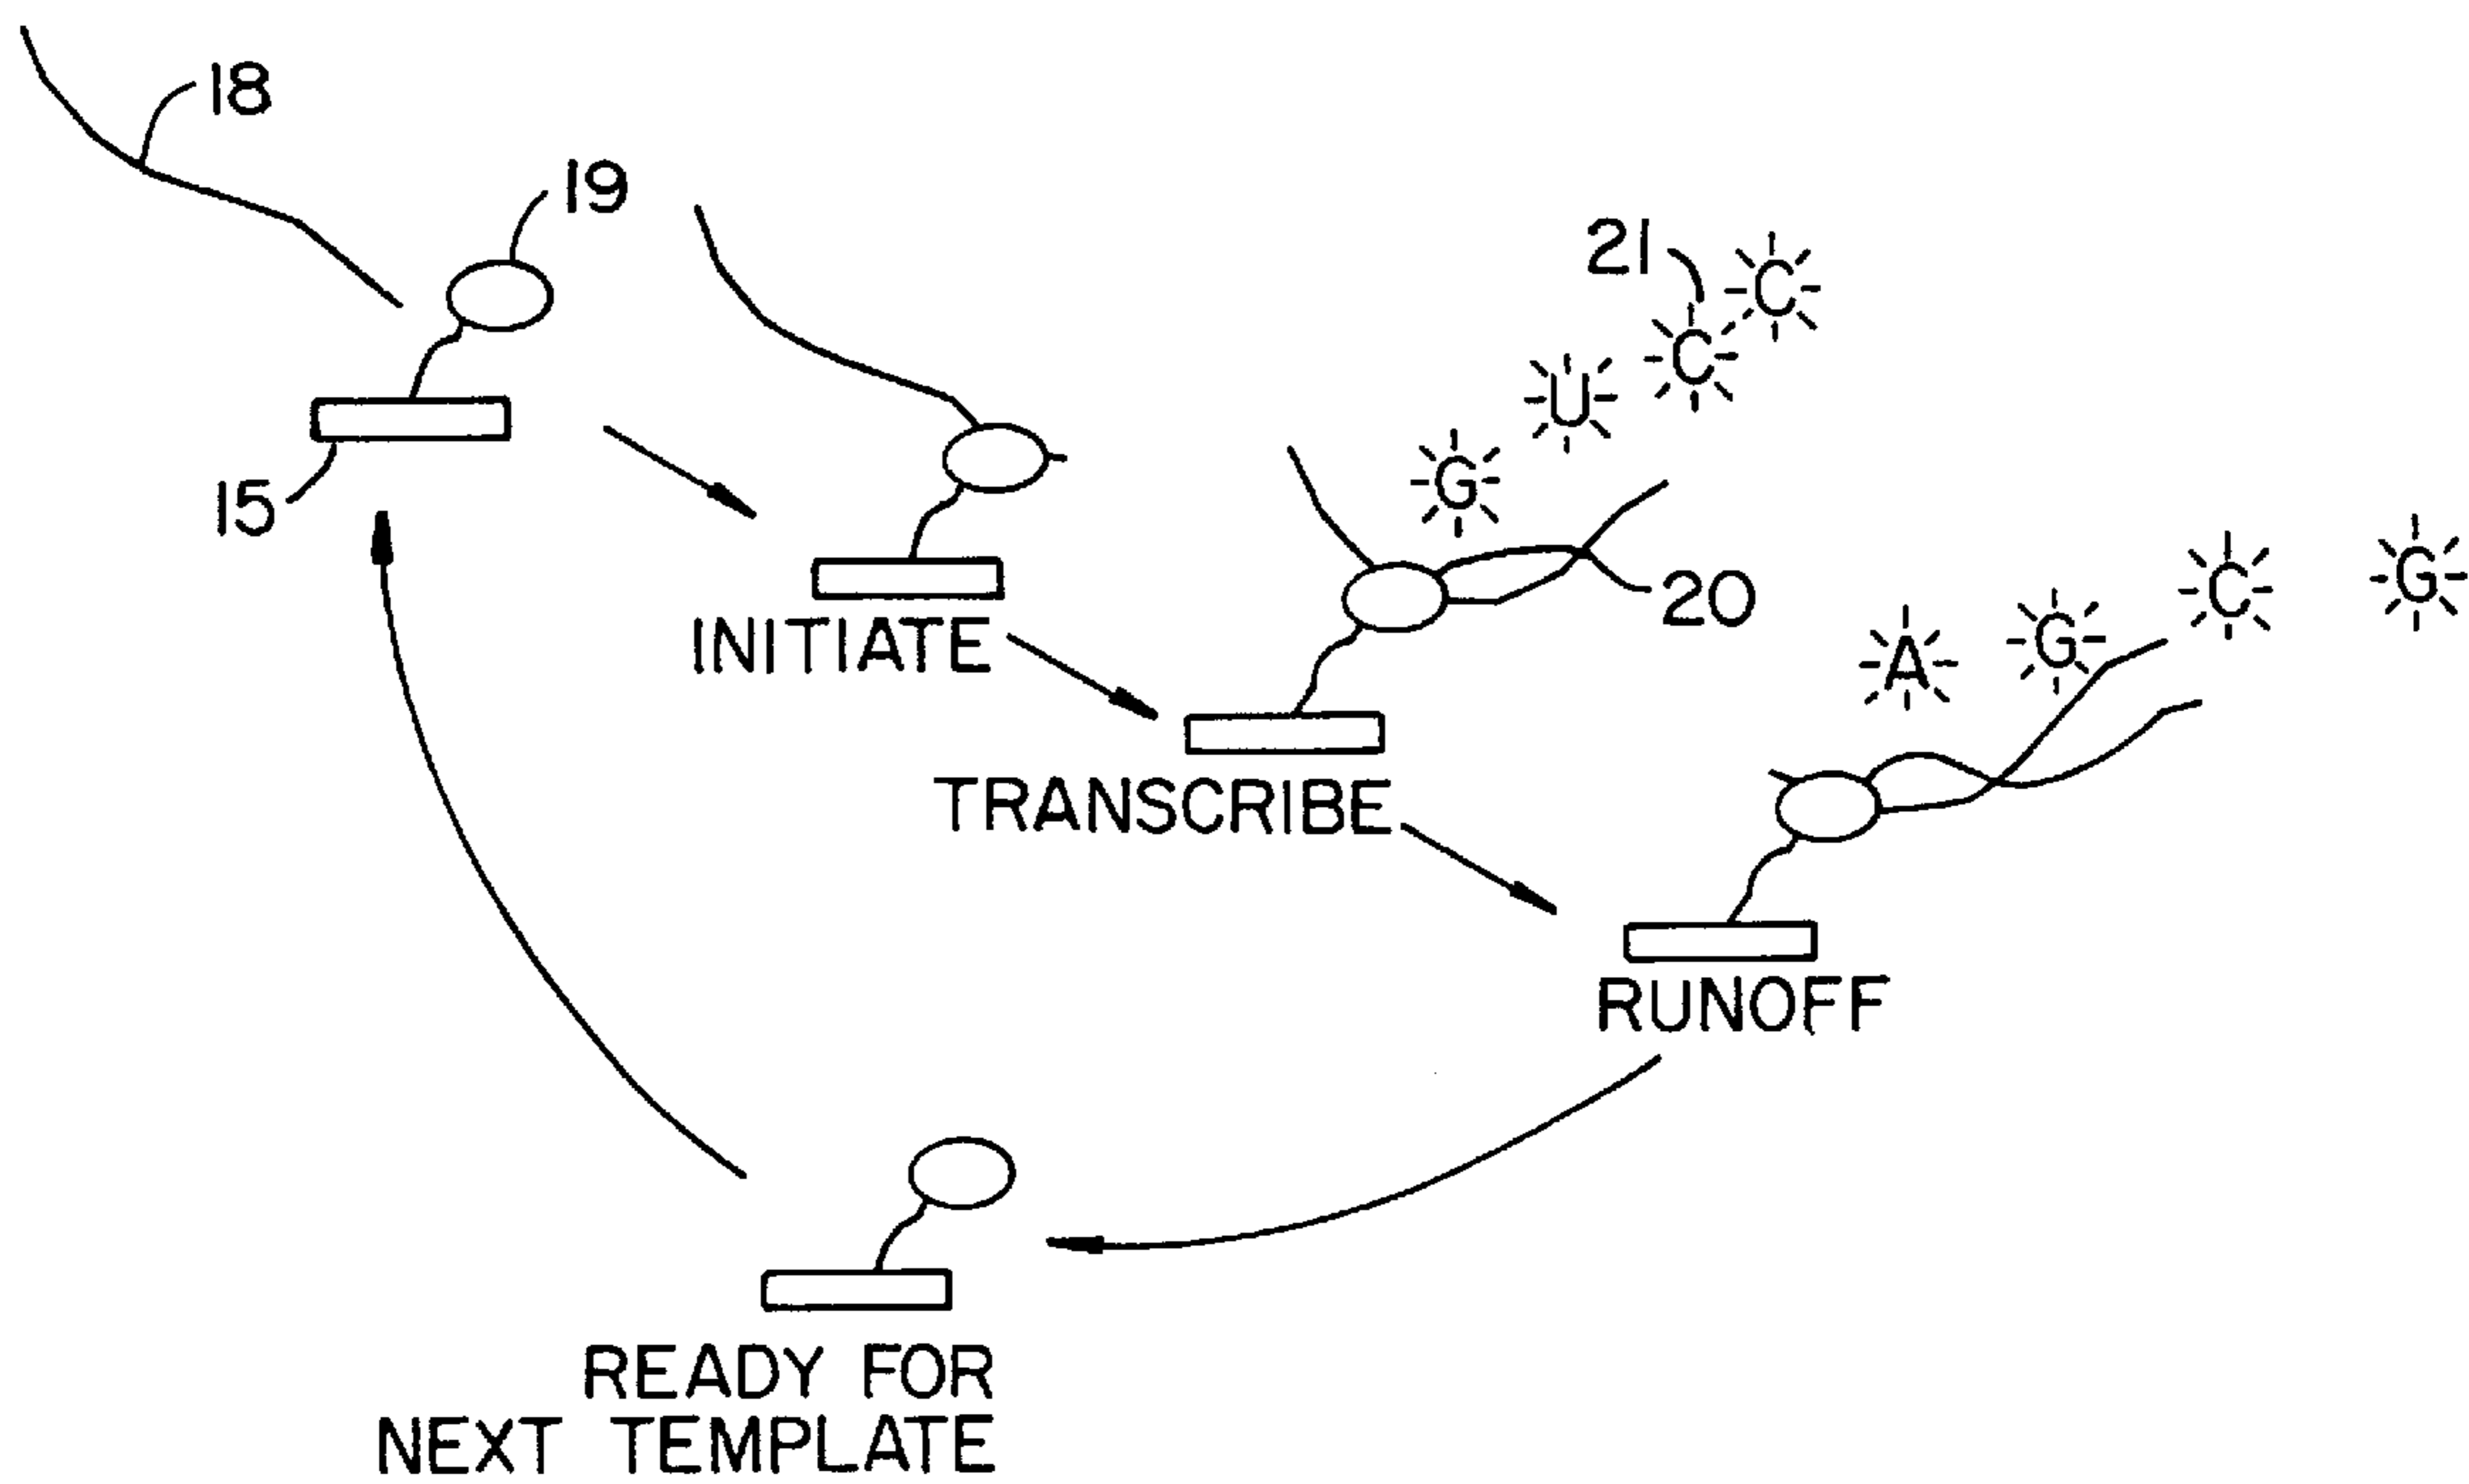 18
19
21
C
C
U
G
15
20
C
G
G
A
INITIATE
TRANSCRIBE
RUNOFF
READY FOR
NEXT TEMPLATE